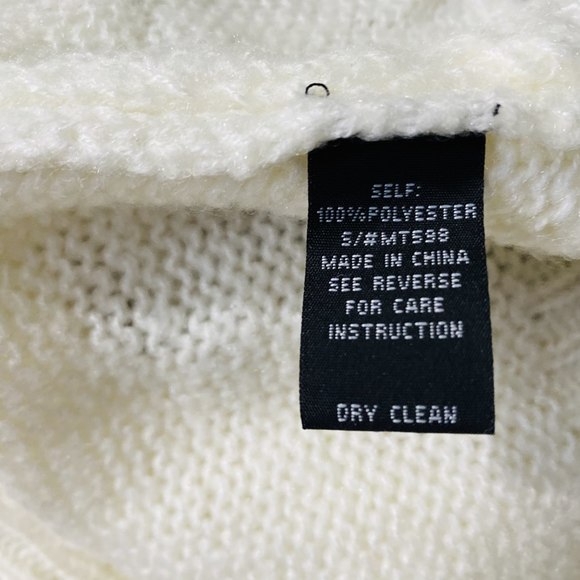 SELF:
100%POLYESTER
S/#MT598
MADE IN CHINA
SEE REVERSE
FOR CARE
INSTRUCTION
DRY CLEAN